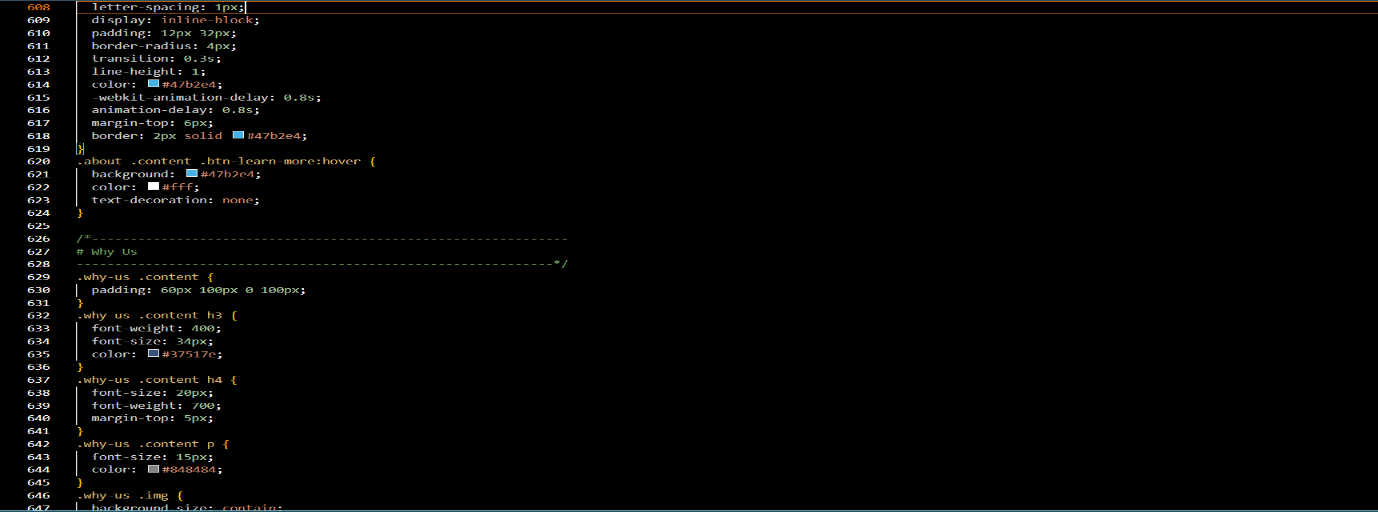 608 letter-spacing: 1px;
609 display: inline-block;
610 padding: 12px 32px;
611 border-radius: 4px;
612 transition: 0.3s;
613 line-height: 1;
614 color: #47b2e4;
615 -webkit-animation-delay: 0.8s;
616 animation-delay: 0.8s;
617 margin-top: 6px;
618 border: 2px solid #47b2e4;
619 }
620 .about .content .btn-learn-more:hover {
621 background: #47b2e4;
622 color: #fff;
623 text-decoration: none;
624 }
625
626 /*--------------------------------------------------------------
627 # Why Us
628 --------------------------------------------------------------*/
629 .why-us .content {
630 padding: 60px 100px 0 100px;
631 }
632 .why-us .content h3 {
633 font-weight: 400;
634 font-size: 34px;
635 color: #37517e;
636 }
637 .why-us .content h4 {
638 font-size: 20px;
639 font-weight: 700;
640 margin-top: 5px;
641 }
642 .why-us .content p {
643 font-size: 15px;
644 color: #848484;
645 }
646 .why-us .img {
647 background-size: contain;